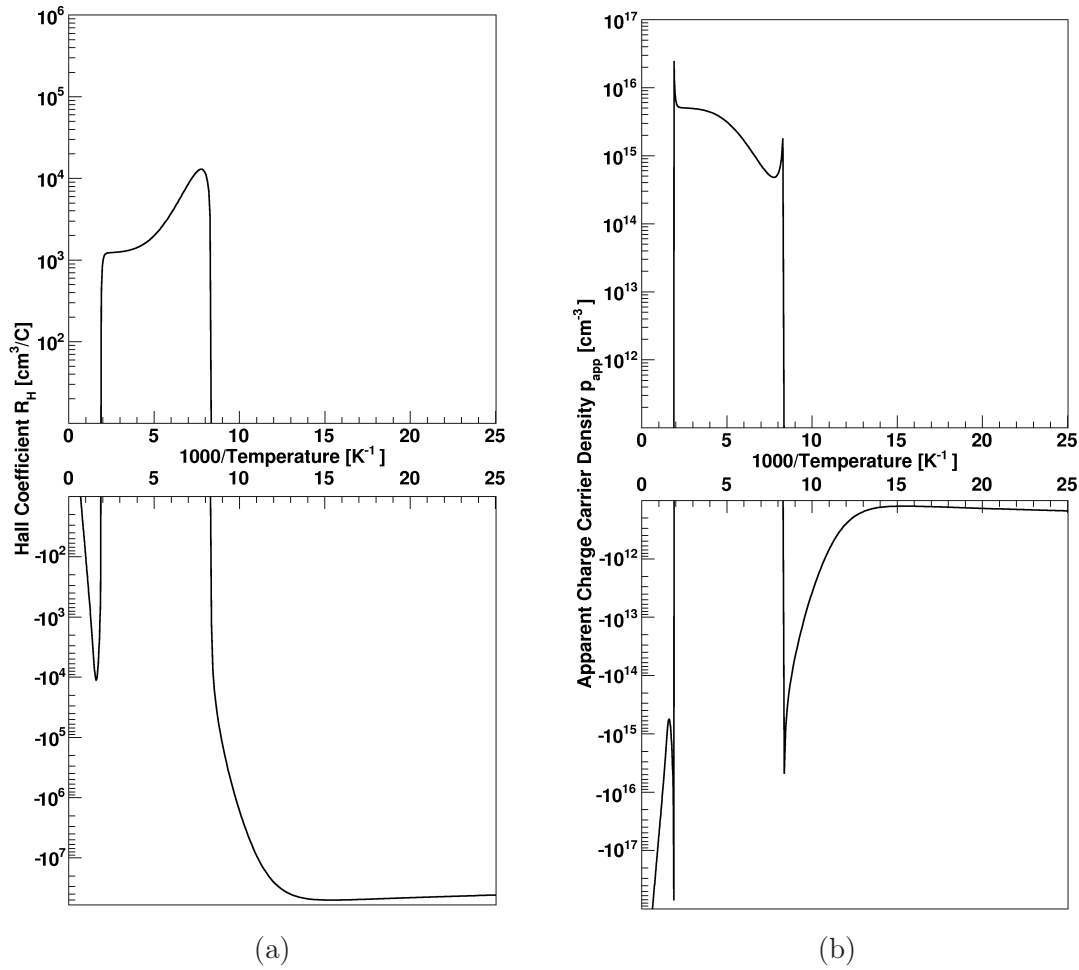 10^6
10^5
10^4
10^3
10^2
0 5 10 15 20 25
1000/Temperature [K^-1 ]
0 5 10 15 20 25
-10^2
-10^3
-10^4
-10^5
-10^6
-10^7
Hall Coefficient R_H [cm^3/C]
(a)
10^17
10^16
10^15
10^14
10^13
10^12
0 5 10 15 20 25
1000/Temperature [K^-1 ]
0 5 10 15 20 25
-10^12
-10^13
-10^14
-10^15
-10^16
-10^17
Apparent Charge Carrier Density p_app [cm^-3 ]
(b)